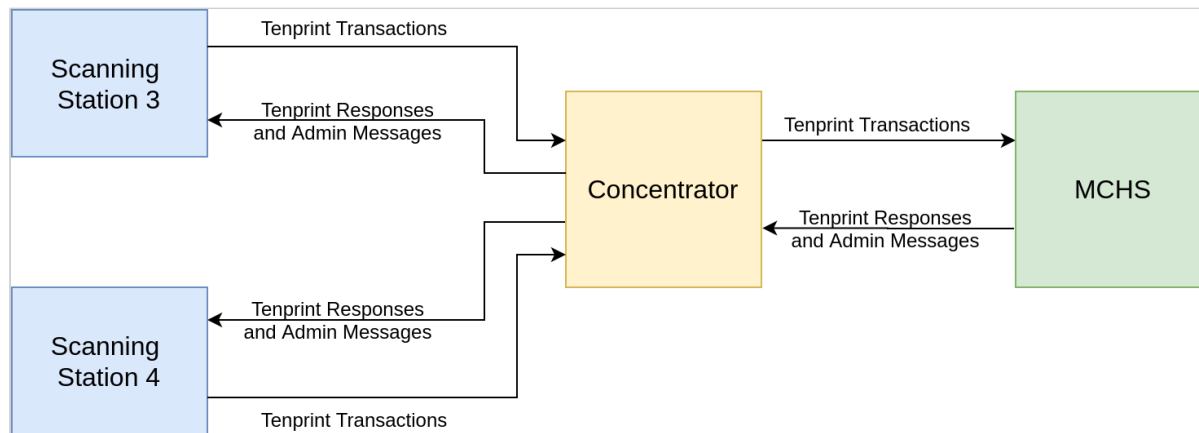 Tenprint Transactions
Scanning
Station 3
Tenprint Responses
and Admin Messages
Tenprint Transactions
Concentrator
MCHS
Tenprint Responses
and Admin Messages
Tenprint Responses
and Admin Messages
Scanning
Station 4
Tenprint Transactions